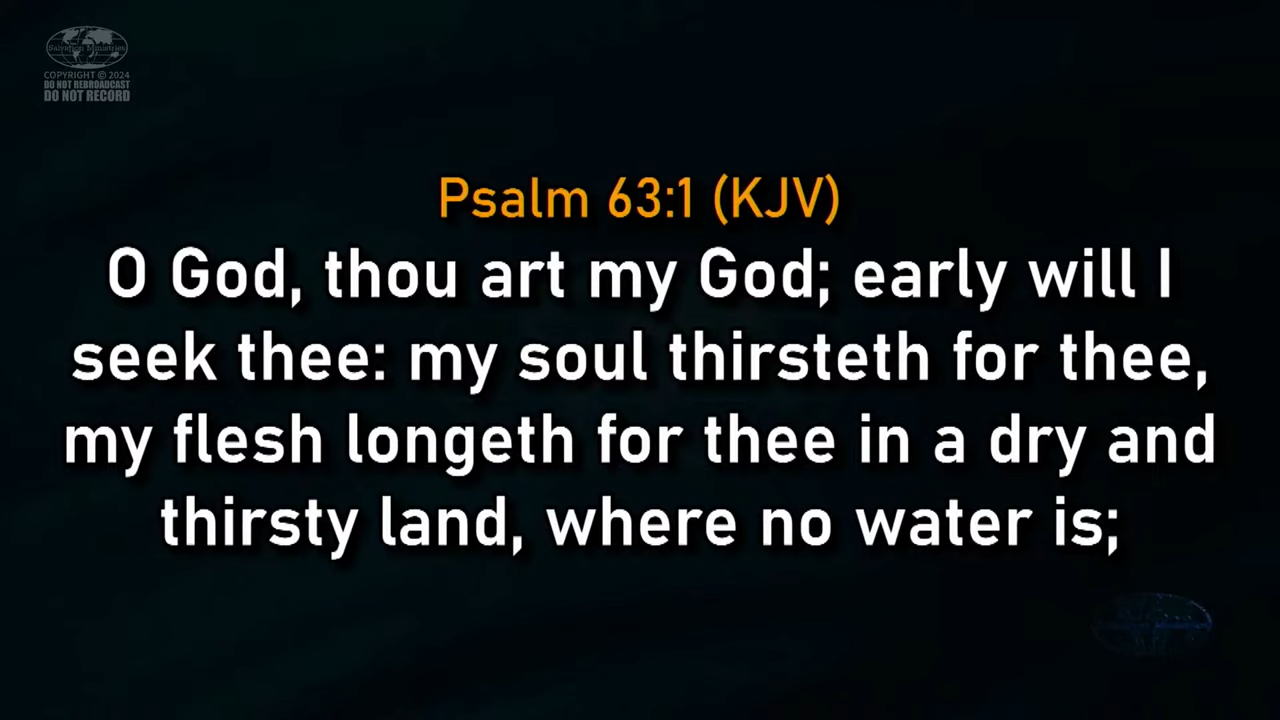 Salvation Ministries
COPYRIGHT © 2024
DO NOT REBROADCAST
DO NOT RECORD
Psalm 63:1 (KJV)
O God, thou art my God; early will I
seek thee: my soul thirsteth for thee,
my flesh longeth for thee in a dry and
thirsty land, where no water is;